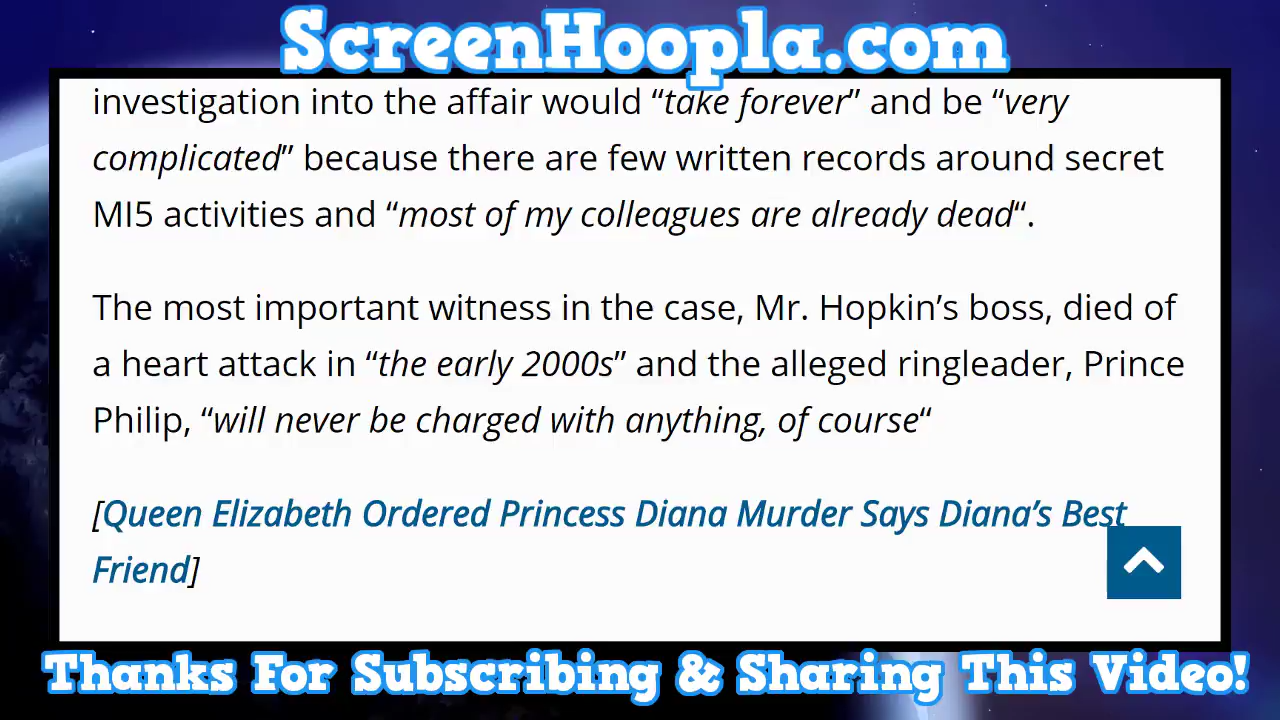 ScreenHoopla.com
investigation into the affair would “take forever” and be “very
complicated” because there are few written records around secret
MI5 activities and “most of my colleagues are already dead“.
The most important witness in the case, Mr. Hopkin’s boss, died of
a heart attack in “the early 2000s” and the alleged ringleader, Prince
Philip, “will never be charged with anything, of course“
[Queen Elizabeth Ordered Princess Diana Murder Says Diana’s Best
Friend]
Thanks For Subscribing & Sharing This Video!